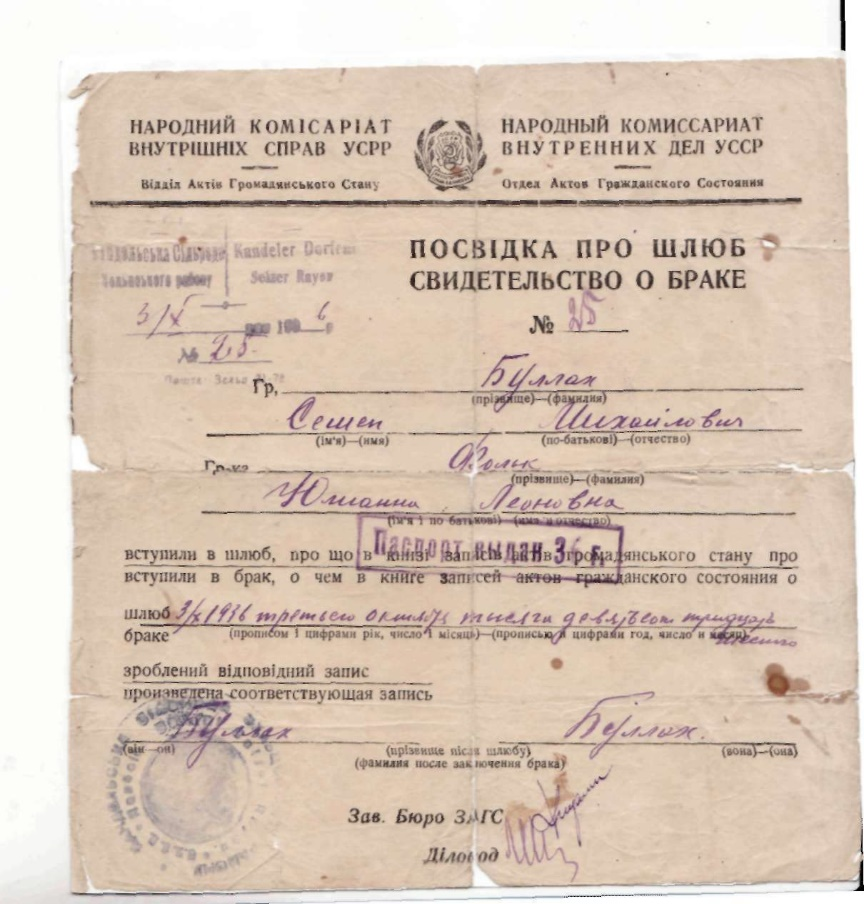 НАРОДНИЙ КОМІСАРІАТ
ВНУТРІШНІХ СПРАВ УСРР
Відділ Актів Громадянського Стану
НАРОДНЫЙ КОМИССАРИАТ
ВНУТРЕННИХ ДЕЛ УССР
Отдел Актов Гражданского Состояния
Сільрада
району
Kandeler Dorfrat
Selzer Rayon
3/X 193 6 р
№ 25.
ПОСВІДКА ПРО ШЛЮБ
СВИДЕТЕЛЬСТВО О БРАКЕ
№ 25
Гр. Буллах
(прізвище)—(фамилия)
Семен Михайлович
(ім'я)—(имя) (по-батькові)—(отчество)
Гр-ка Фольк
(прізвище)—(фамилия)
Юлианна Леоновна
(ім'я і по батькові) (имя и отчество)
Паспорт выдан 36 г.
вступили в шлюб, про що в книзі записів актів громадянського стану про
вступили в брак, о чем в книге записей актов гражданского состояния о
шлюб 3/X 1936 третьего октября тысяча девятьсот тридцать
браке (прописом і цифрами рік, число і місяць)—(прописью и цифрами год, число и месяц) шестого
зроблений відповідний запис
произведена соответствующая запись
Буллах Буллах.
(він—он) (прізвище після шлюбу) (вона)—(она)
(фамилия после заключения брака)
Зав. Бюро ЗАГС
Діловод